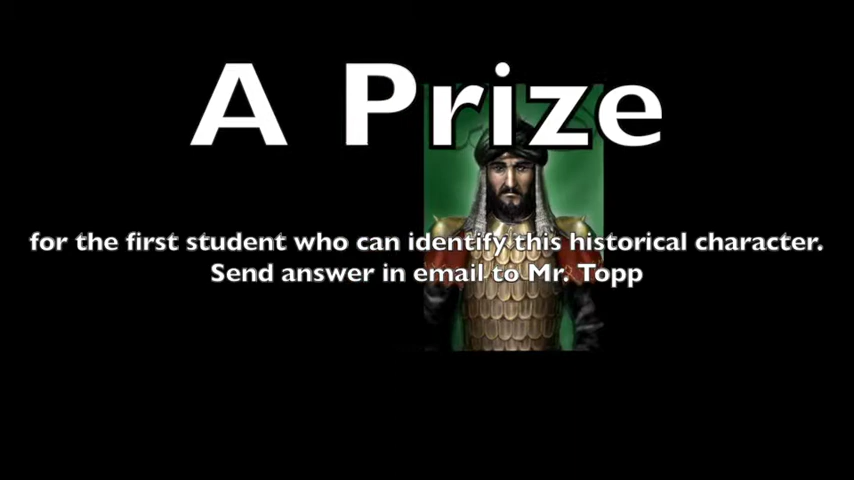 A Prize
for the first student who can identify this historical character.
Send answer in email to Mr. Topp